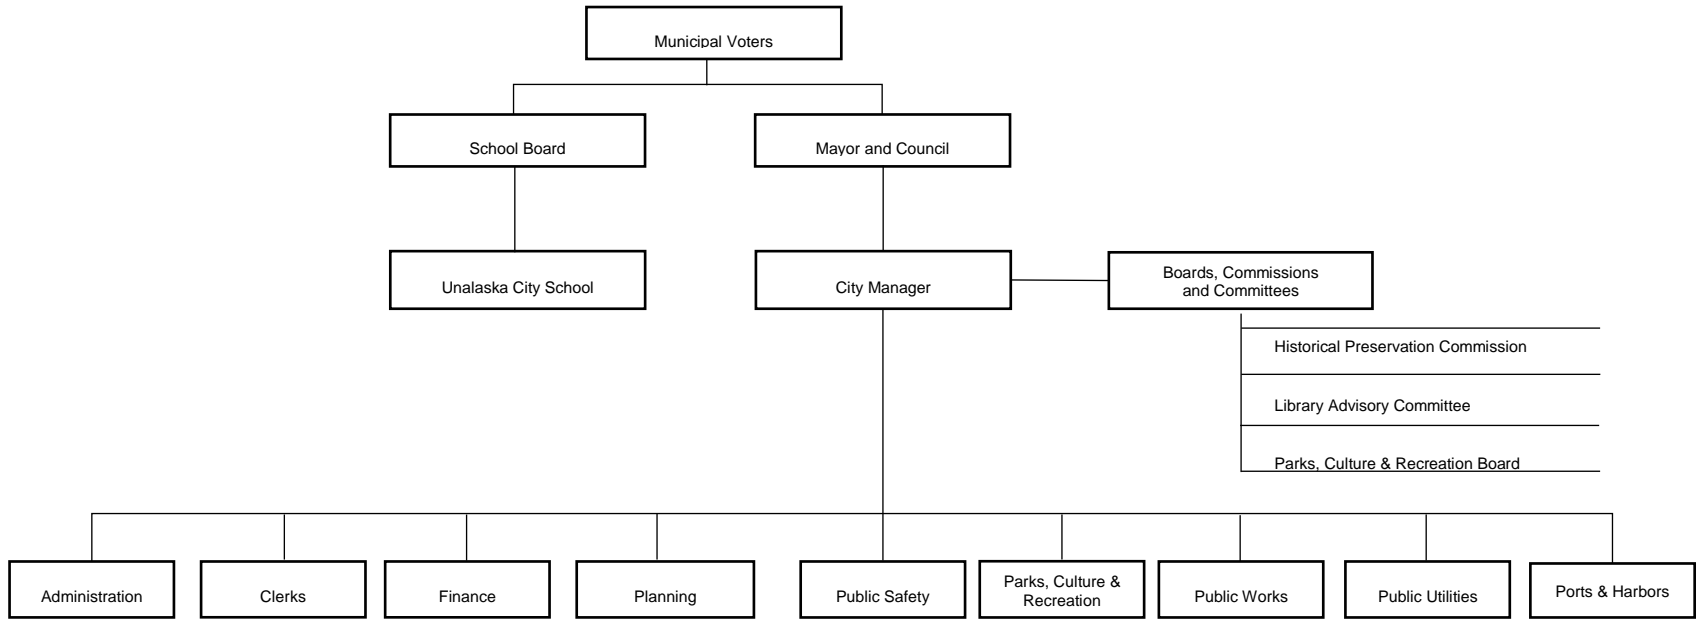 Municipal Voters
School Board
Mayor and Council
Unalaska City School
City Manager
Boards, Commissions
and Committees
Historical Preservation Commission
Library Advisory Committee
Parks, Culture & Recreation Board
Administration
Clerks
Finance
Planning
Public Safety
Parks, Culture &
Recreation
Public Works
Public Utilities
Ports & Harbors